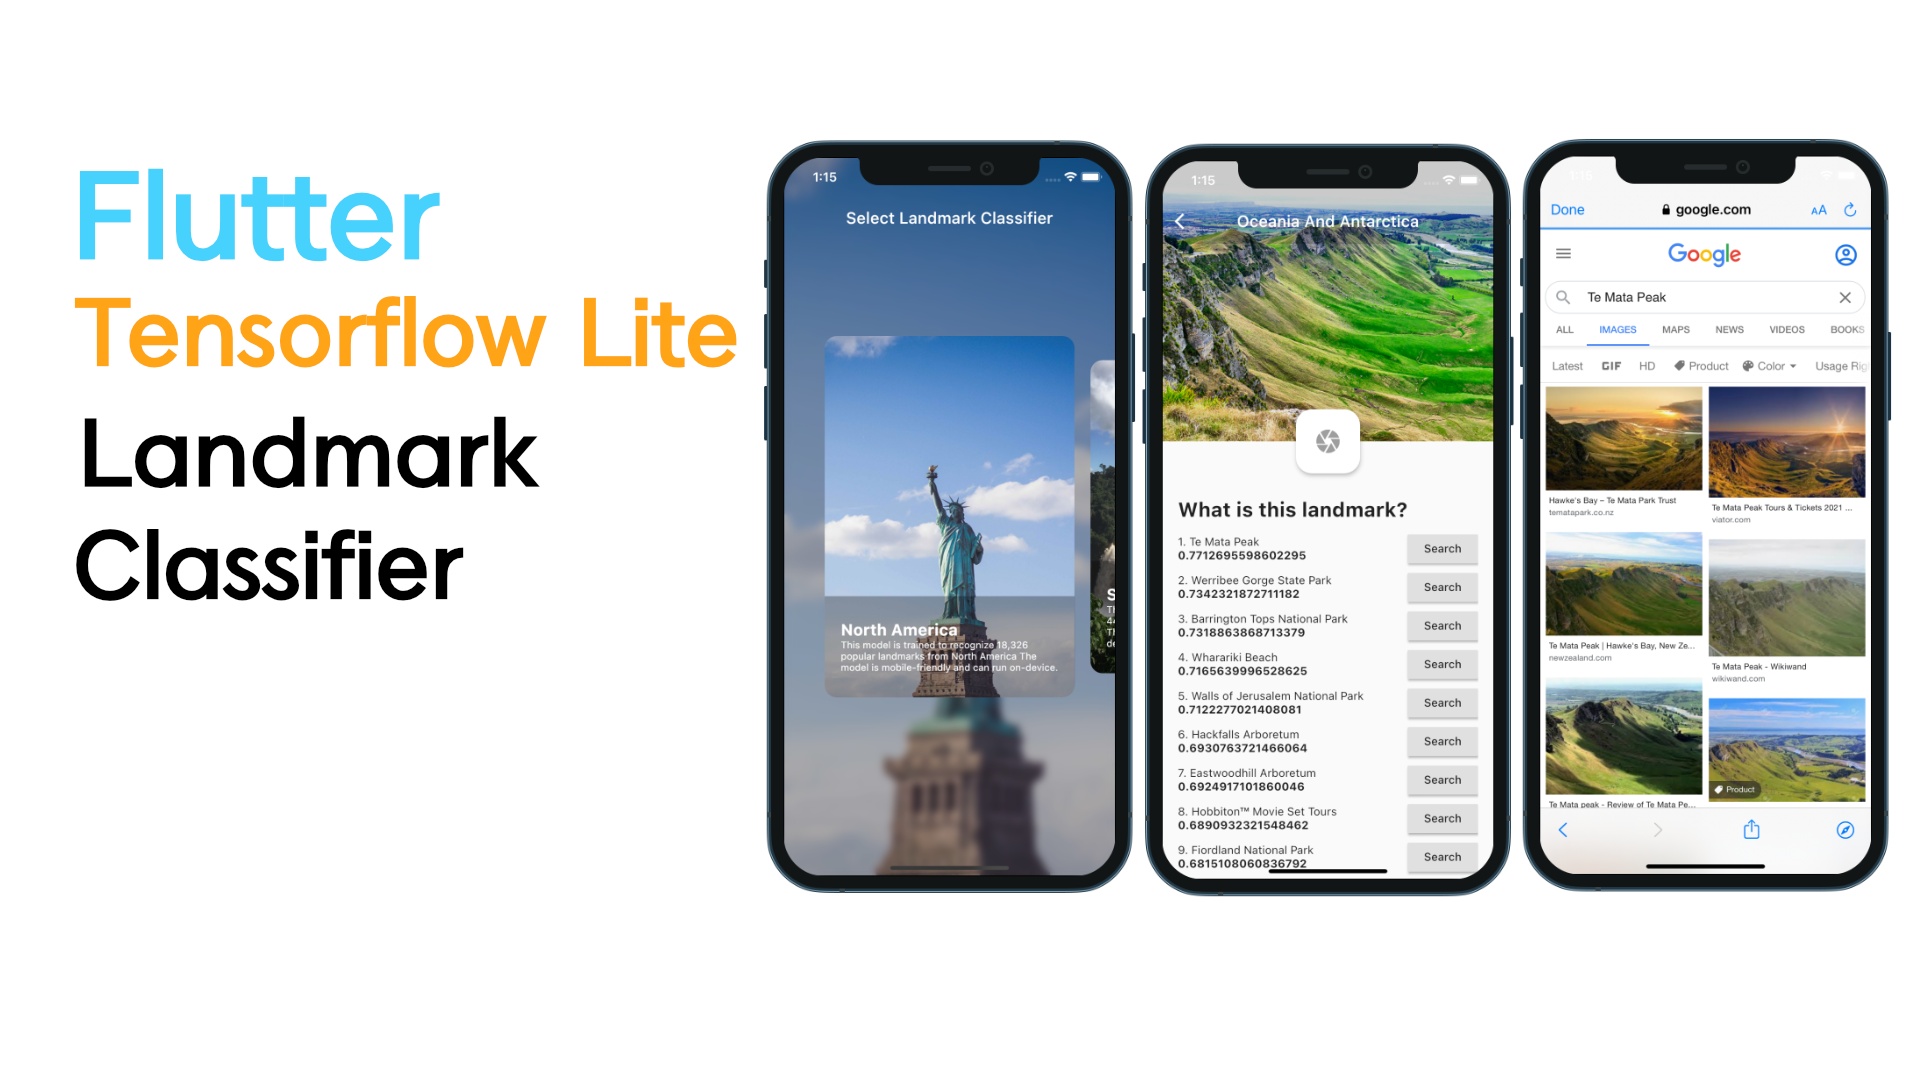 Flutter
Tensorflow Lite
Landmark
Classifier
1:15
Select Landmark Classifier
North America
This model is trained to recognize 18,326
popular landmarks from North America The
model is mobile-friendly and can run on-device.
S
Th
44
Th
de
1:15
Oceania And Antarctica
What is this landmark?
1. Te Mata Peak
0.7712695598602295
Search
2. Werribee Gorge State Park
0.7342321872711182
Search
3. Barrington Tops National Park
0.7318863868713379
Search
4. Wharariki Beach
0.7165639996528625
Search
5. Walls of Jerusalem National Park
0.7122277021408081
Search
6. Hackfalls Arboretum
0.6930763721466064
Search
7. Eastwoodhill Arboretum
0.6924917101860046
Search
8. Hobbiton™ Movie Set Tours
0.6890932321548462
Search
9. Fiordland National Park
0.6815108060836792
Search
1:15
Done google.com AA
Google
Te Mata Peak
ALL IMAGES MAPS NEWS VIDEOS BOOKS
Latest GIF HD Product Color Usage Rig
Hawke's Bay – Te Mata Park Trust
tematapark.co.nz
Te Mata Peak Tours & Tickets 2021 ...
viator.com
Te Mata Peak | Hawke's Bay, New Ze...
newzealand.com
Te Mata Peak - Wikiwand
wikiwand.com
Product
Te Mata peak - Review of Te Mata Pe...